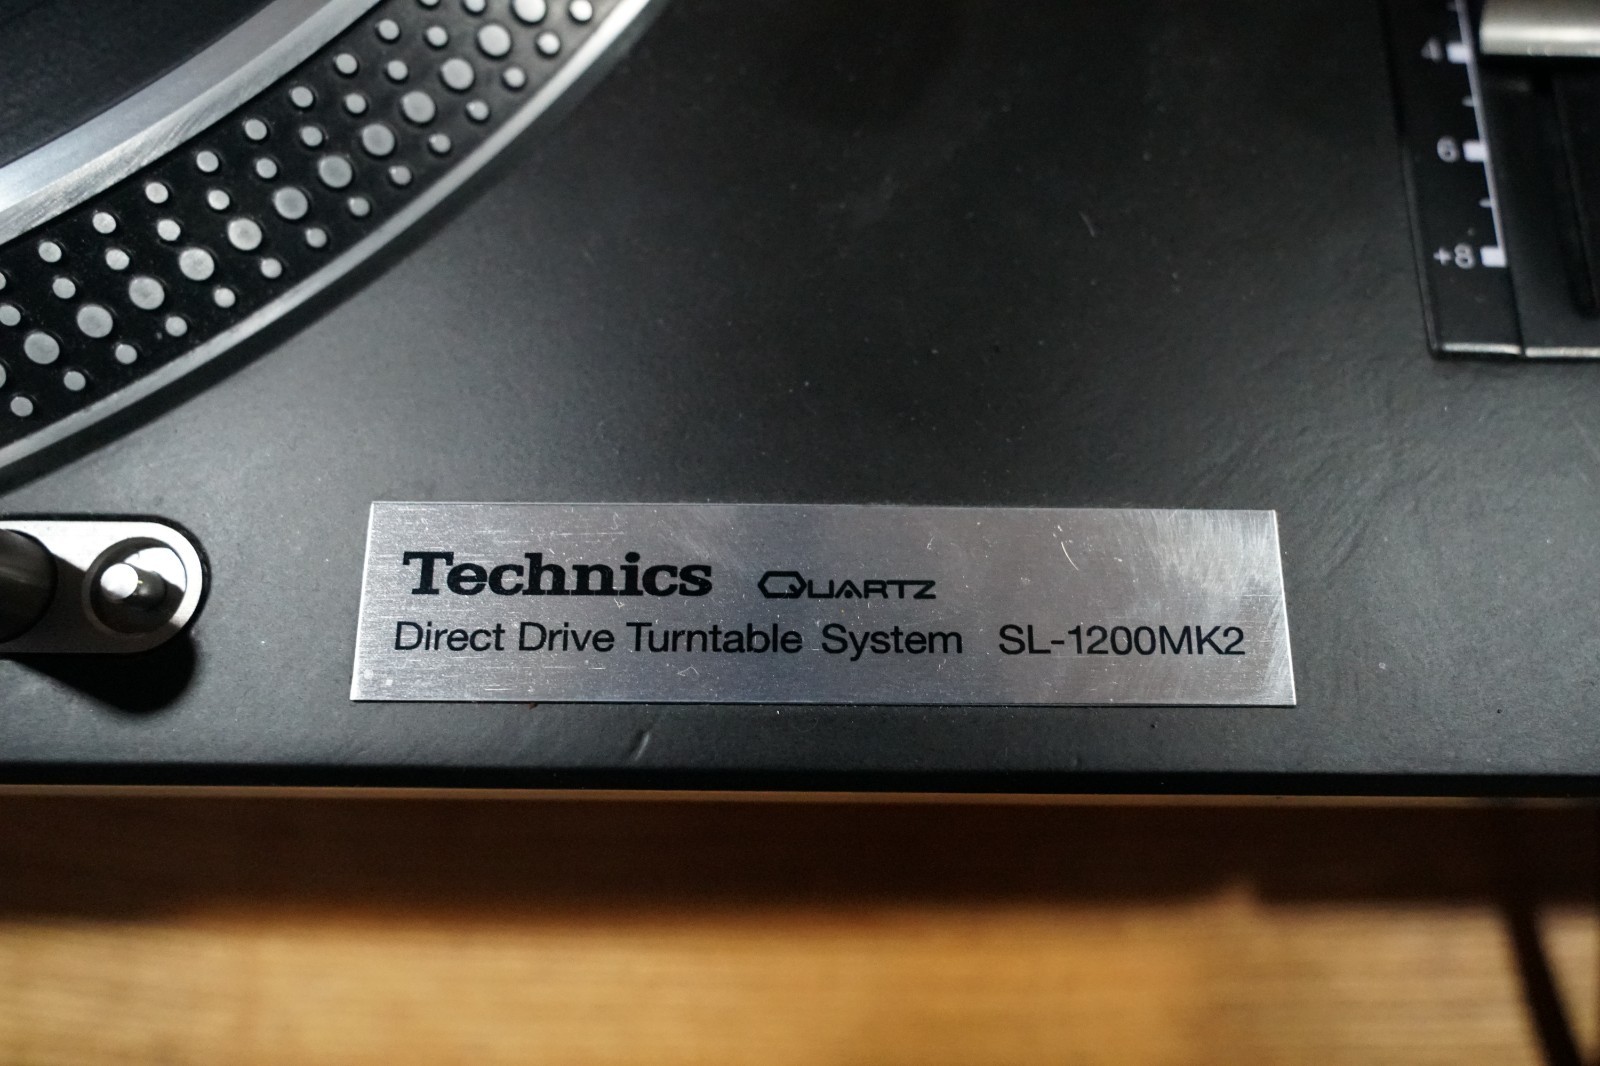 4
6
+8
Technics QUARTZ
Direct Drive Turntable System SL-1200MK2